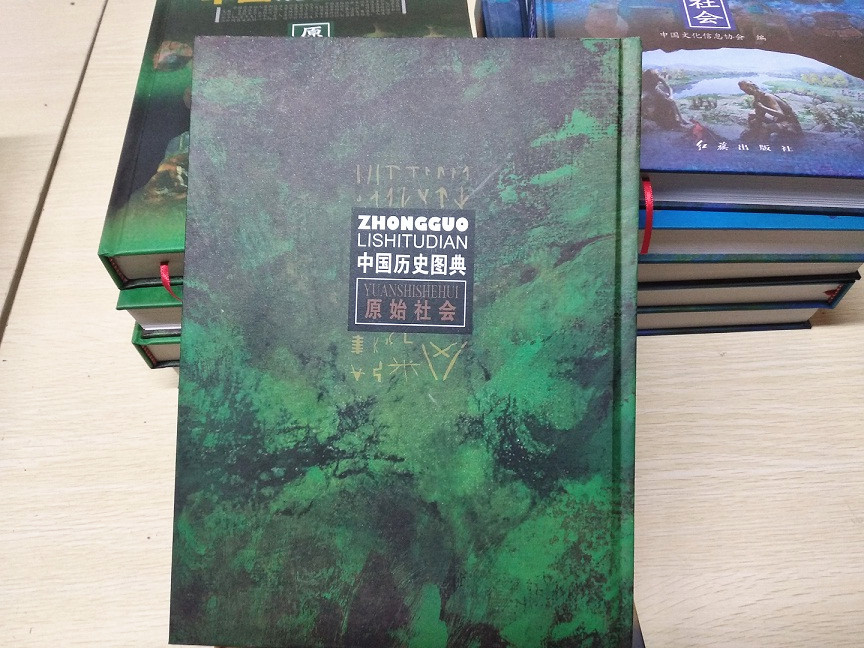 原
社会
中国文化信息协会 编
红旗出版社
ZHONGGUO
LISHITUDIAN
中国历史图典
YUANSHISHEHUI
原始社会